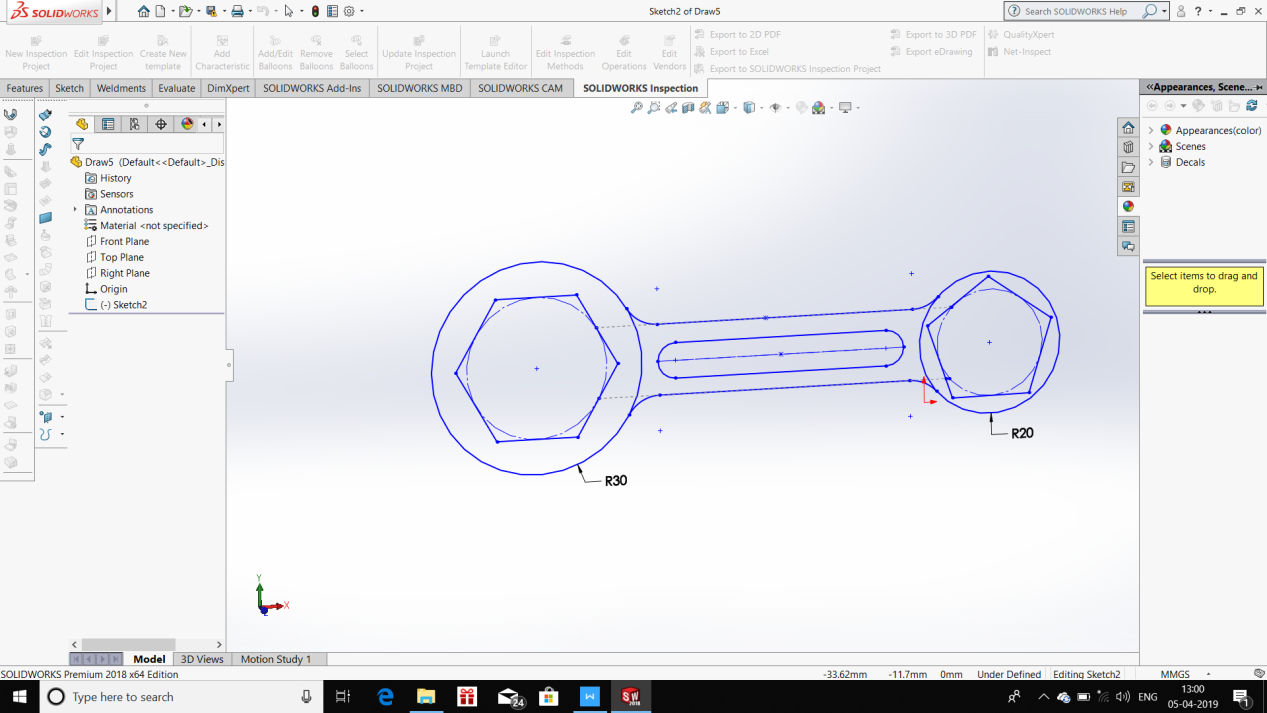 SOLIDWORKS
Sketch2 of Draw5
Search SOLIDWORKS Help
New Inspection Project
Edit Inspection Project
Create New template
Add Characteristic
Add/Edit Balloons
Remove Balloons
Select Balloons
Update Inspection Project
Launch Template Editor
Edit Inspection Methods
Edit Operations
Edit Vendors
Export to 2D PDF
Export to Excel
Export to SOLIDWORKS Inspection Project
Export to 3D PDF
Export eDrawing
QualityXpert
Net-Inspect
Features
Sketch
Weldments
Evaluate
DimXpert
SOLIDWORKS Add-Ins
SOLIDWORKS MBD
SOLIDWORKS CAM
SOLIDWORKS Inspection
Draw5 (Default<<Default>_Dis
History
Sensors
Annotations
Material <not specified>
Front Plane
Top Plane
Right Plane
Origin
(-) Sketch2
R30
R20
Y
X
Z
Appearances, Scene...
Appearances(color)
Scenes
Decals
Select items to drag and
drop.
Model
3D Views
Motion Study 1
SOLIDWORKS Premium 2018 x64 Edition
-33.62mm
-11.7mm
0mm
Under Defined
Editing Sketch2
MMGS
Type here to search
24
W
SW
2018
ENG
13:00
05-04-2019
1